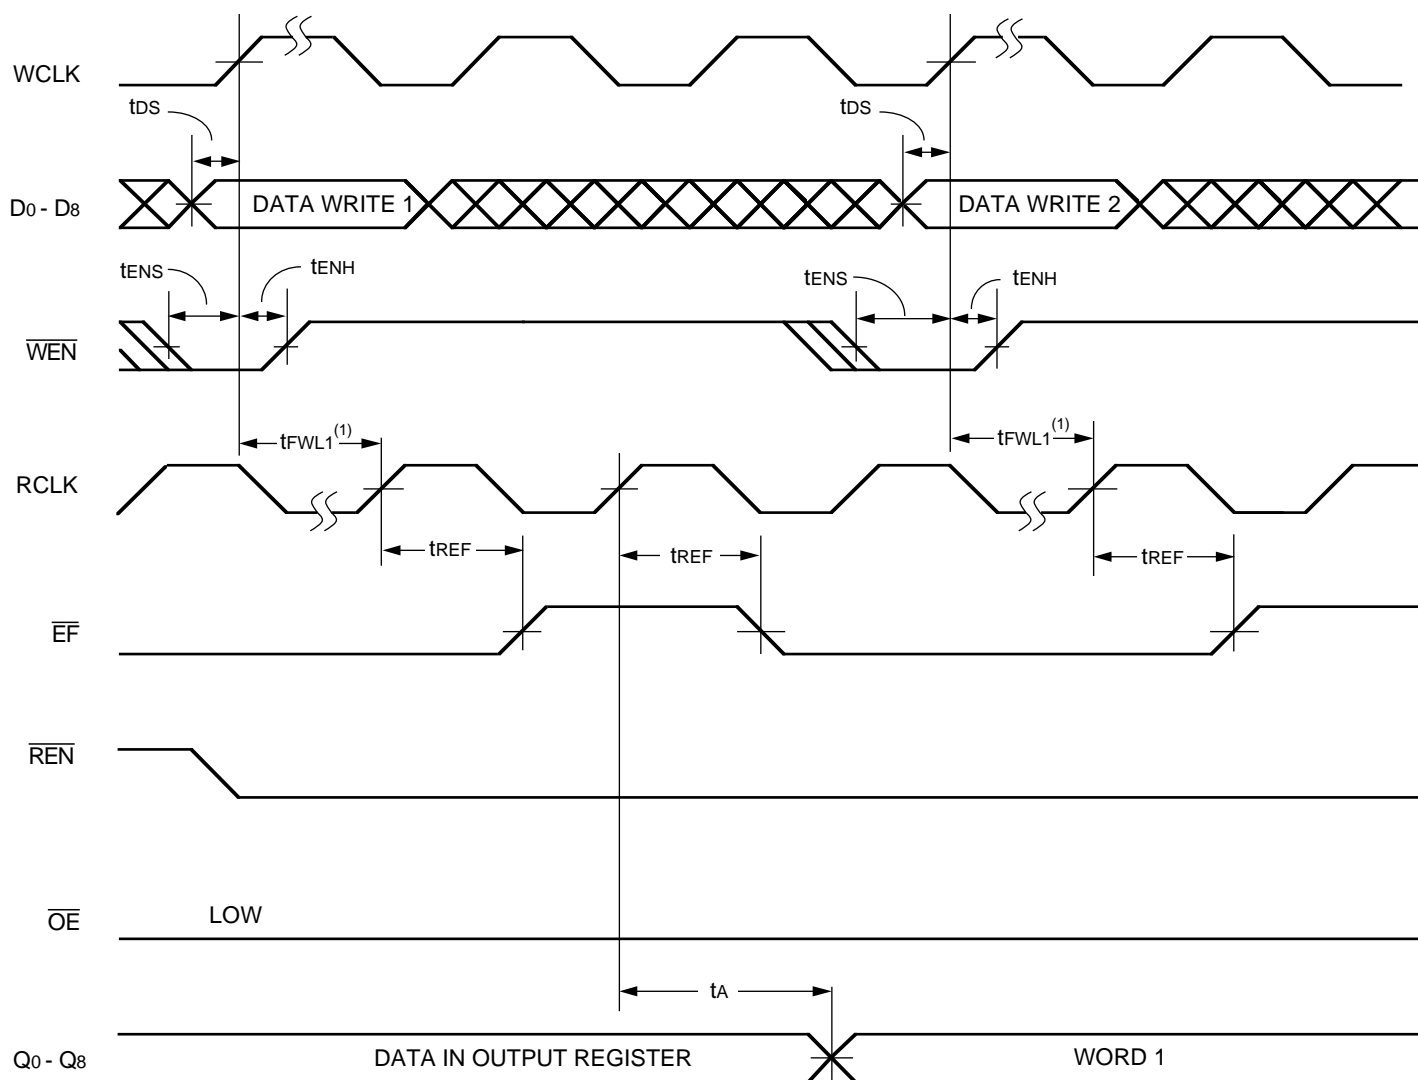 WCLK
tDS
tDS
D0 - D8
DATA WRITE 1
DATA WRITE 2
tENS
tENH
tENS
tENH
WEN
tFWL1(1)
tFWL1(1)
RCLK
tREF
tREF
tREF
EF
REN
OE
LOW
tA
Q0 - Q8
DATA IN OUTPUT REGISTER
WORD 1